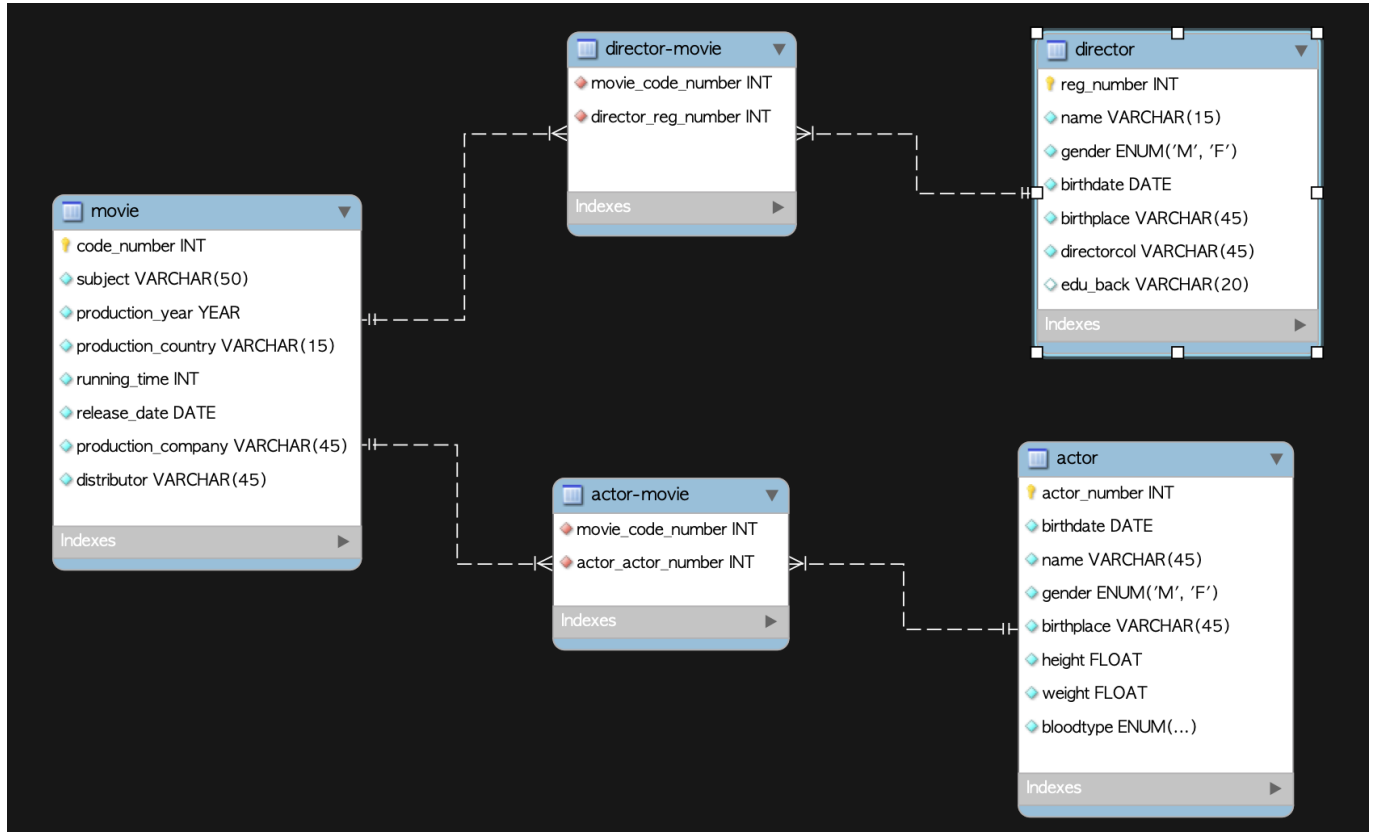 director-movie
movie_code_number INT
director_reg_number INT
Indexes
director
reg_number INT
name VARCHAR(15)
gender ENUM('M', 'F')
birthdate DATE
birthplace VARCHAR(45)
directorcol VARCHAR(45)
edu_back VARCHAR(20)
Indexes
movie
code_number INT
subject VARCHAR(50)
production_year YEAR
production_country VARCHAR(15)
running_time INT
release_date DATE
production_company VARCHAR(45)
distributor VARCHAR(45)
Indexes
actor-movie
movie_code_number INT
actor_actor_number INT
Indexes
actor
actor_number INT
birthdate DATE
name VARCHAR(45)
gender ENUM('M', 'F')
birthplace VARCHAR(45)
height FLOAT
weight FLOAT
bloodtype ENUM(...)
Indexes